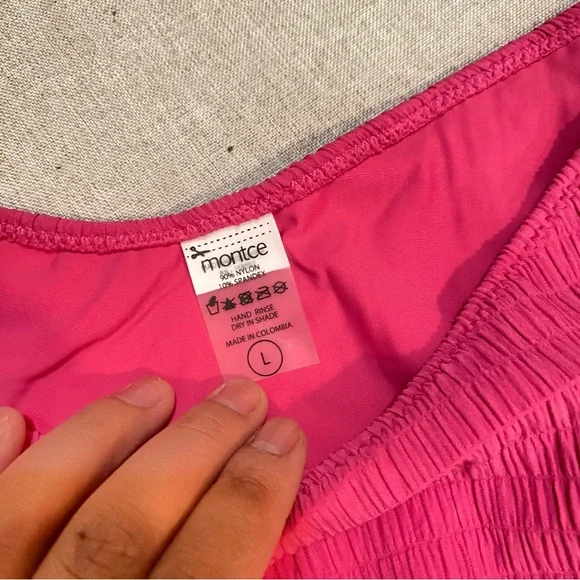 montce
90% NYLON
10% SPANDEX
HAND RINSE
DRY IN SHADE
MADE IN COLOMBIA
L